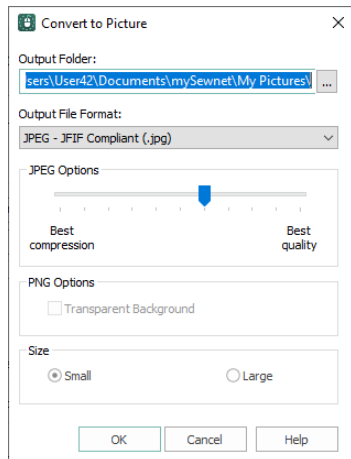 Convert to Picture
Output Folder:
sers\User42\Documents\mySewnet\My Pictures\
...
Output File Format:
JPEG - JFIF Compliant (.jpg)
JPEG Options
Best compression
Best quality
PNG Options
Transparent Background
Size
Small
Large
OK
Cancel
Help